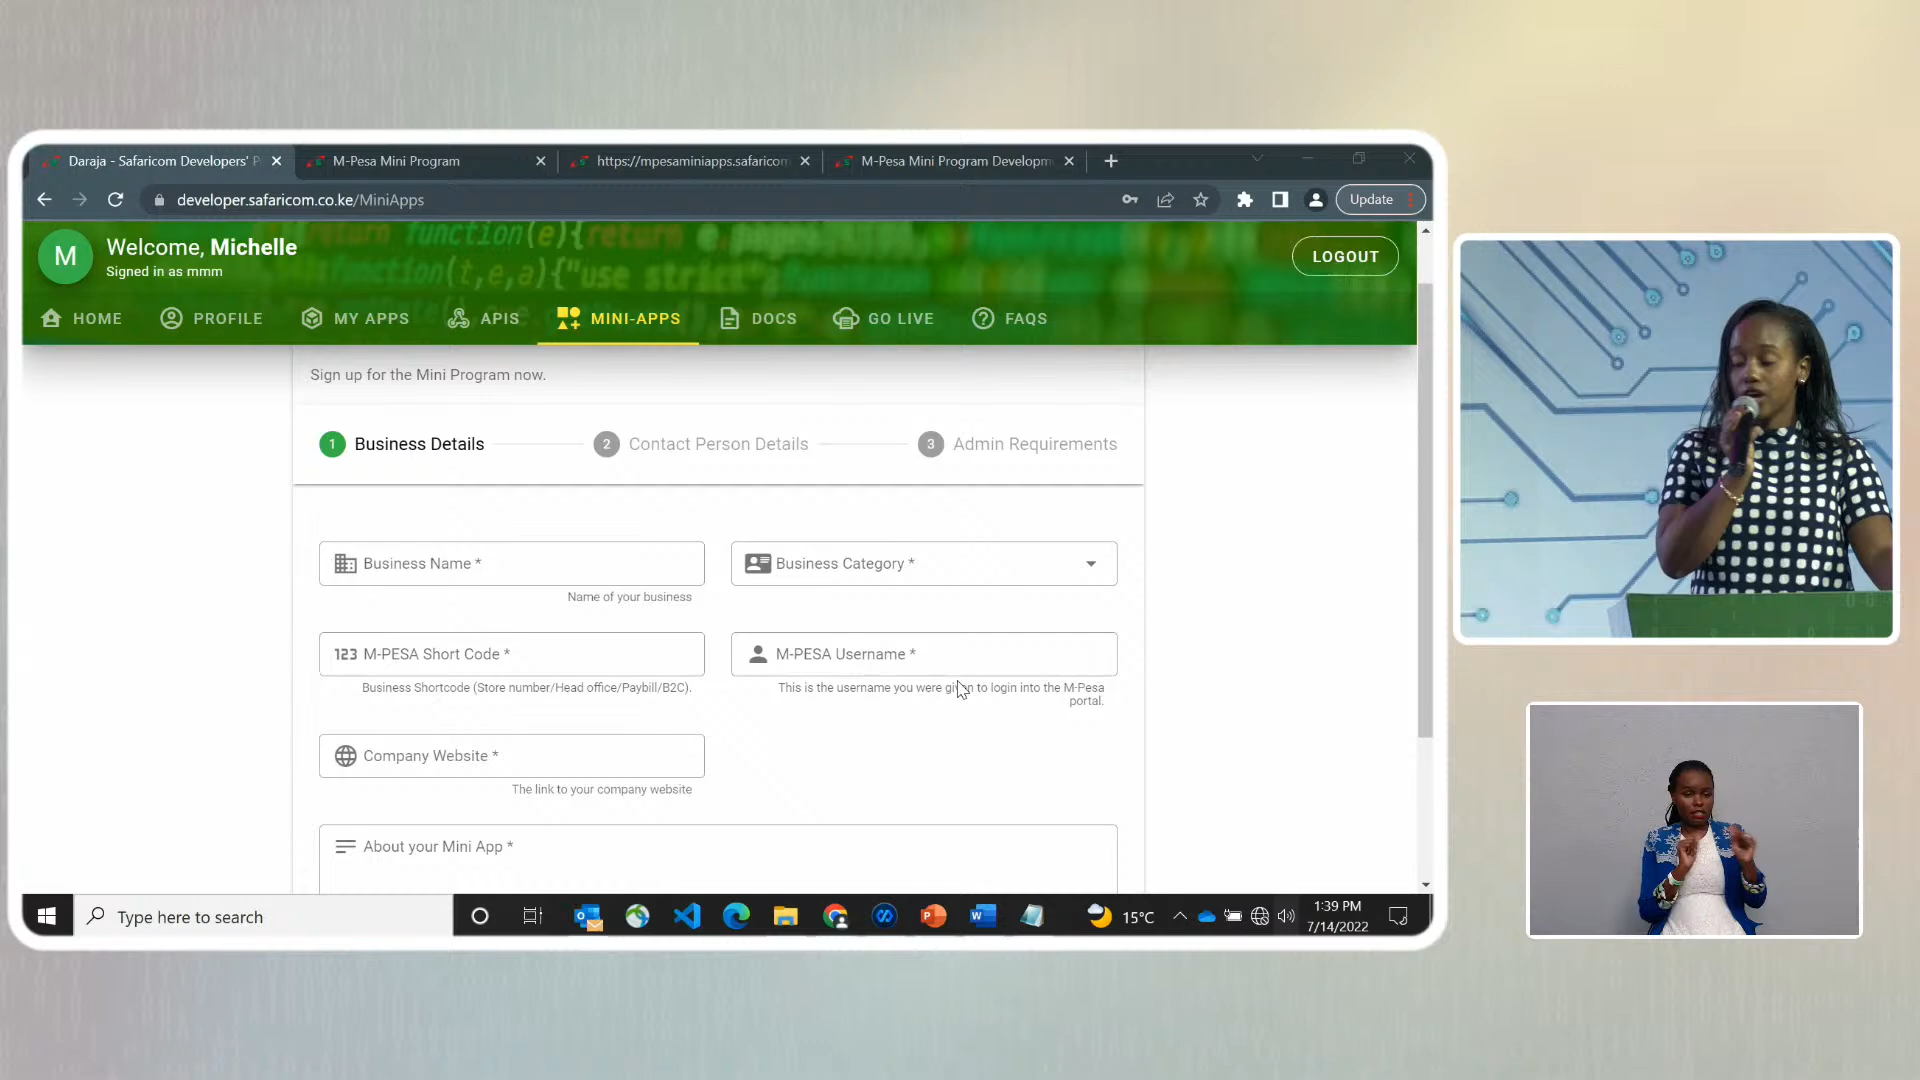 Daraja - Safaricom Developers' P
M-Pesa Mini Program
https://mpesaminiapps.safarico
M-Pesa Mini Program Developm
developer.safaricom.co.ke/MiniApps
Update
M
Welcome, Michelle
Signed in as mmm
LOGOUT
HOME
PROFILE
MY APPS
APIS
MINI-APPS
DOCS
GO LIVE
FAQS
Sign up for the Mini Program now.
1 Business Details
2 Contact Person Details
3 Admin Requirements
Business Name *
Name of your business
Business Category *
123 M-PESA Short Code *
Business Shortcode (Store number/Head office/Paybill/B2C).
M-PESA Username *
This is the username you were given to login into the M-Pesa
portal.
Company Website *
The link to your company website
About your Mini App *
Type here to search
15°C
1:39 PM
7/14/2022